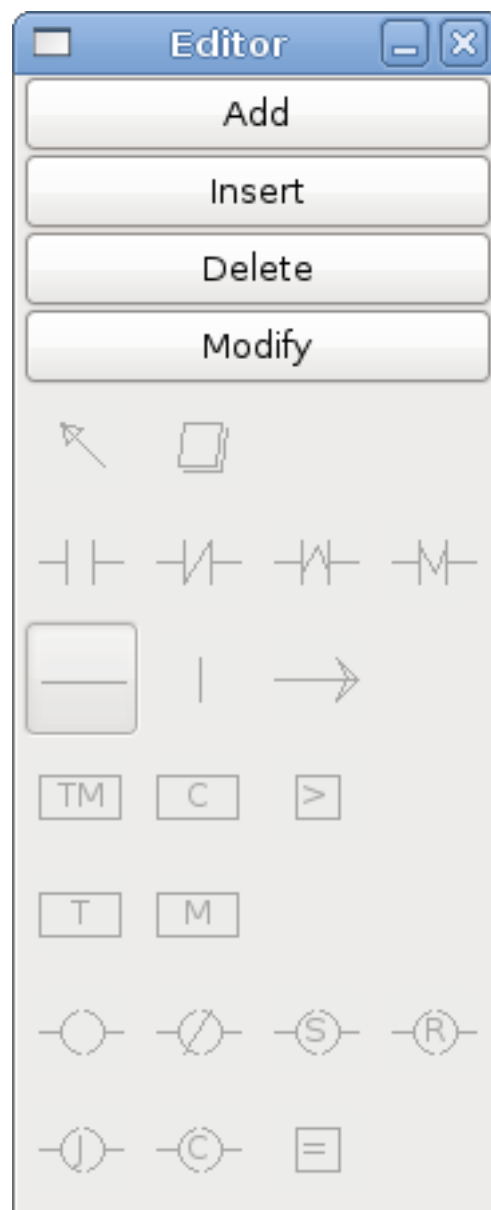 Editor
Add
Insert
Delete
Modify
TM C >
T M
S R
J C =